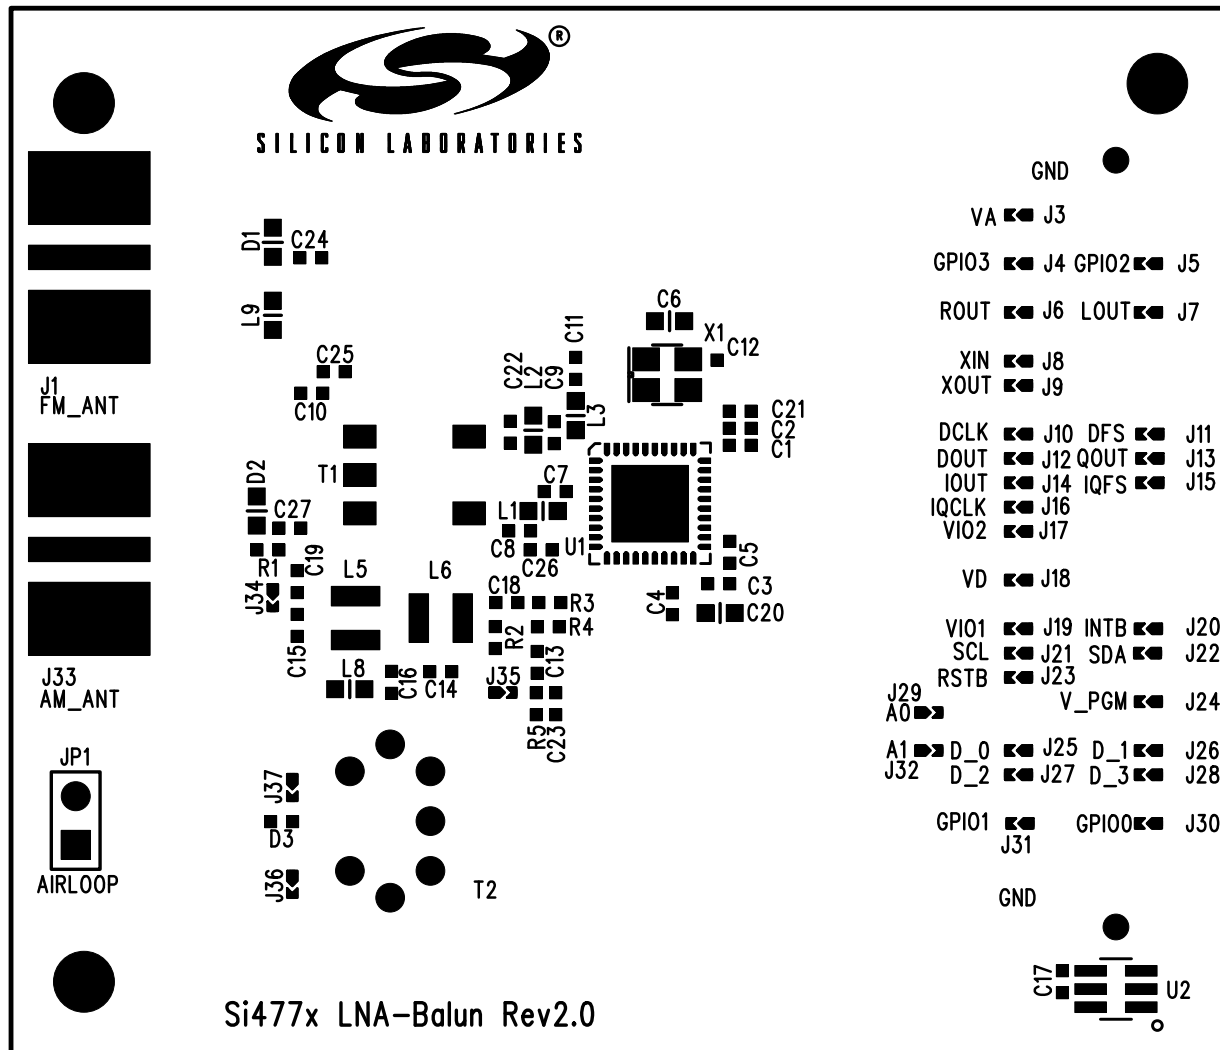 ®
SILICON LABORATORIES
GND
VA J3
D1 C24
GPIO3 J4 GPIO2 J5
L9
C6
ROUT J6 LOUT J7
C11 X1 C12
C25
J1
FM_ANT
C10
C22 L2 C9
L3
XIN J8
XOUT J9
C21
C2
C1
DCLK J10 DFS J11
DOUT J12 QOUT J13
IOUT J14 IQFS J15
IQCLK J16
VIO2 J17
D2 T1 C7
C27 L1
C8 U1
C26
R1 C19 L5 L6
J34 C18 R3
R4
C5
C3
C4 C20
VD J18
C15 R2
VIO1 J19 INTB J20
SCL J21 SDA J22
RSTB J23
J33
AM_ANT
L8 C16 C14 J35 C13
J29
A0
V_PGM J24
R5 C23
A1 D_0 J25 D_1 J26
J32 D_2 J27 D_3 J28
JP1
J37
D3
GPIO1 J31 GPIO0 J30
AIRLOOP
J36 T2
GND
C17 U2
Si477x LNA-Balun Rev2.0